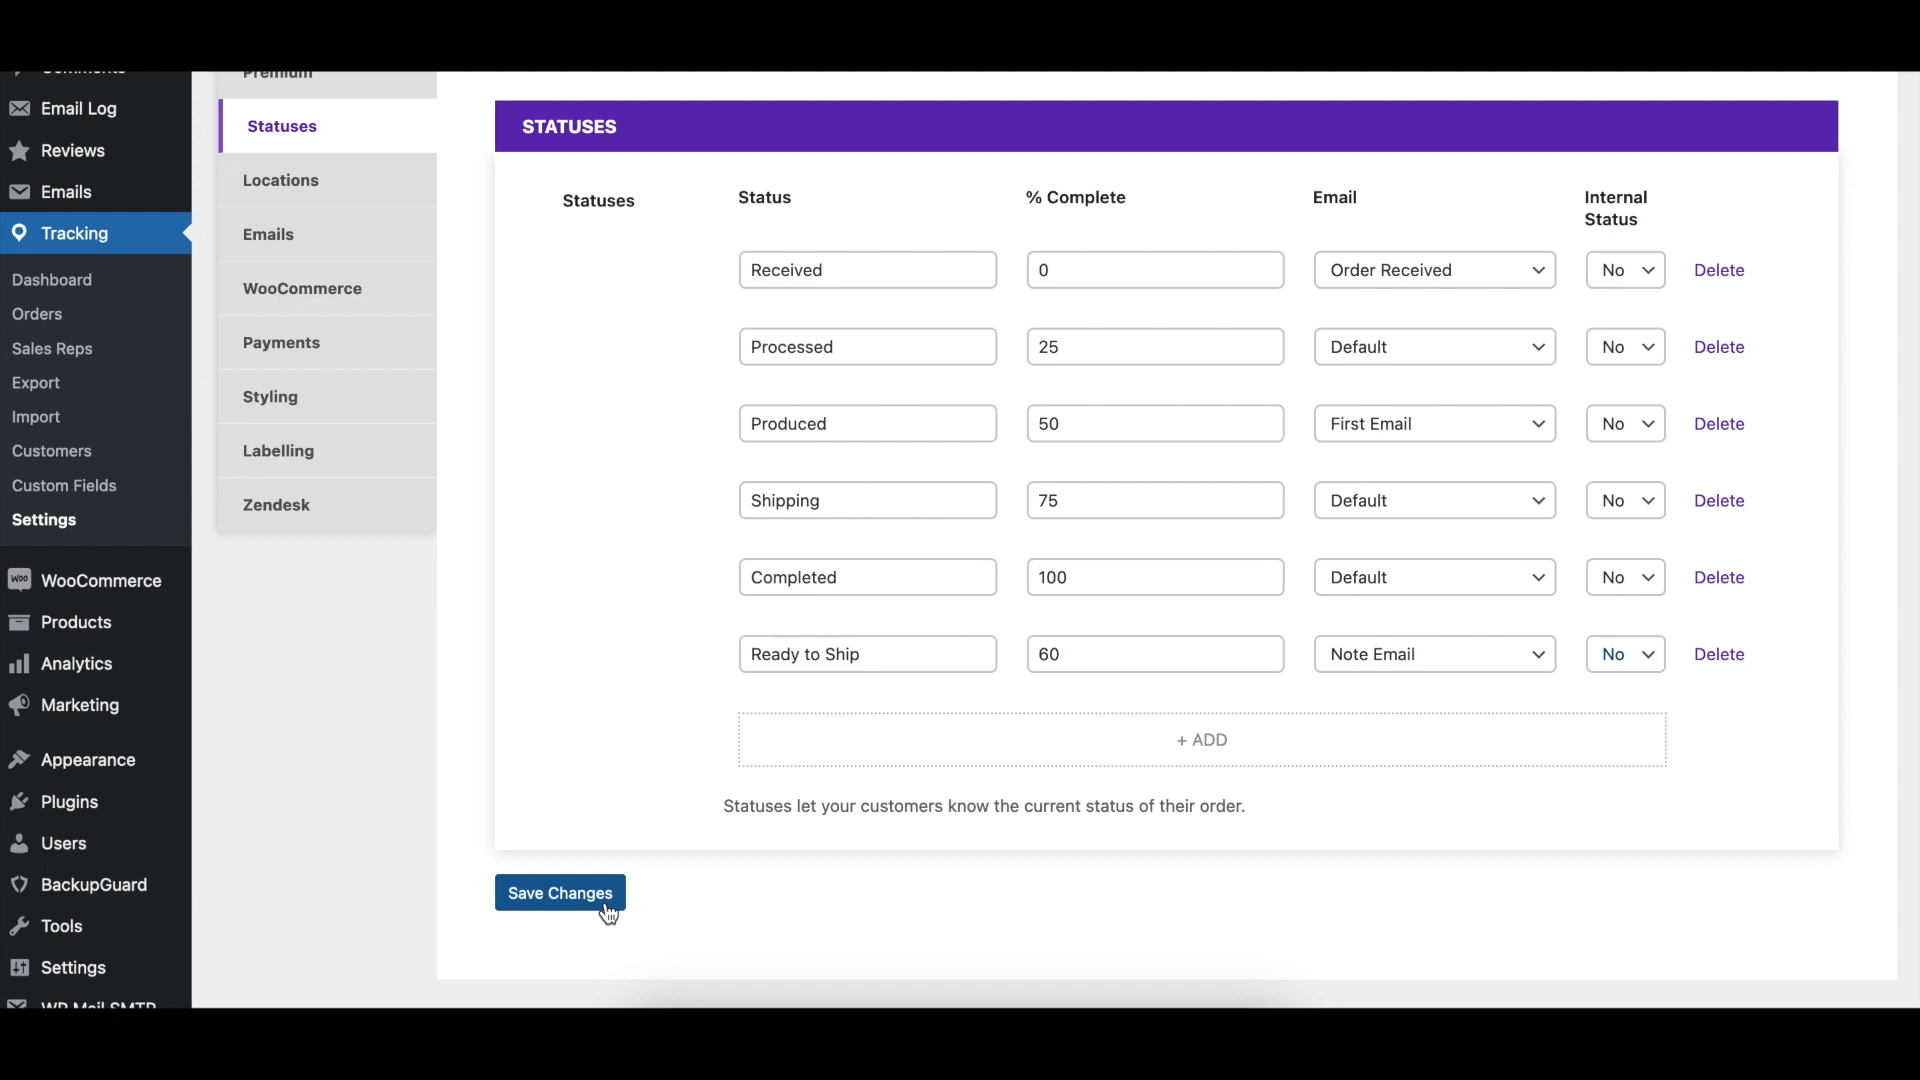 Email Log
Reviews
Emails
Tracking
Dashboard
Orders
Sales Reps
Export
Import
Customers
Custom Fields
Settings
WooCommerce
Products
Analytics
Marketing
Appearance
Plugins
Users
BackupGuard
Tools
Settings
WP Mail SMTP
Premium
Statuses
Locations
Emails
WooCommerce
Payments
Styling
Labelling
Zendesk
STATUSES
Statuses
Status % Complete Email Internal Status
Received 0 Order Received No Delete
Processed 25 Default No Delete
Produced 50 First Email No Delete
Shipping 75 Default No Delete
Completed 100 Default No Delete
Ready to Ship 60 Note Email No Delete
+ ADD
Statuses let your customers know the current status of their order.
Save Changes